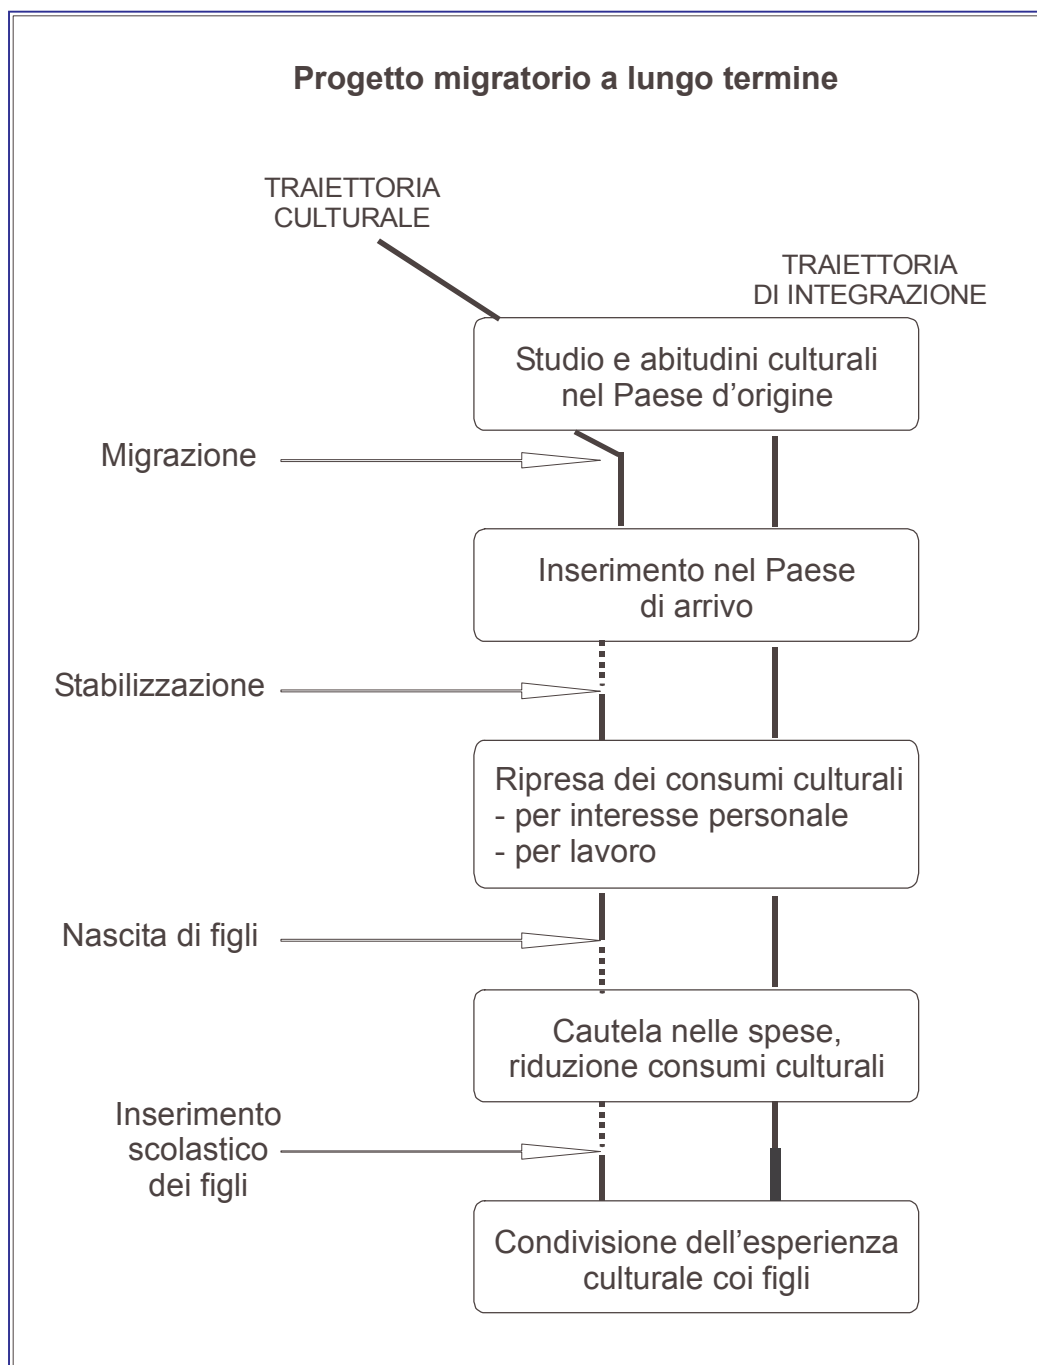 Progetto migratorio a lungo termine
TRAIETTORIA
CULTURALE
TRAIETTORIA
DI INTEGRAZIONE
Studio e abitudini culturali
nel Paese d'origine
Migrazione
Inserimento nel Paese
di arrivo
Stabilizzazione
Ripresa dei consumi culturali
- per interesse personale
- per lavoro
Nascita di figli
Cautela nelle spese,
riduzione consumi culturali
Inserimento
scolastico
dei figli
Condivisione dell'esperienza
culturale coi figli